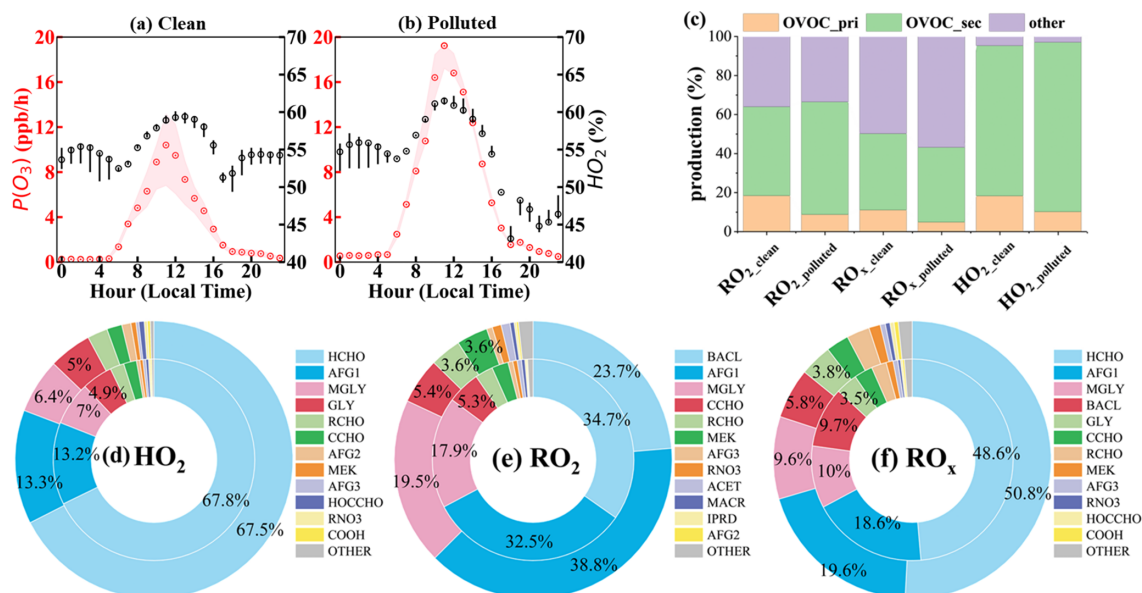 (a) Clean
P(O3) (ppb/h)
20
16
12
8
4
0
70
65
60
55
50
45
40
0 6 12 18
Hour (Local Time)
(b) Polluted
20
16
12
8
4
0
70
65
60
55
50
45
40
HO2 (%)
0 6 12 18
Hour (Local Time)
(c)
OVOC_pri OVOC_sec other
production (%)
100
80
60
40
20
0
RO2_clean
RO2_polluted
ROx_clean
ROx_polluted
HO2_clean
HO2_polluted
(d) HO2
67.8%
67.5%
13.2%
13.3%
7%
6.4%
4.9%
5%
HCHO
AFG1
MGLY
GLY
RCHO
CCHO
AFG2
MEK
AFG3
HOCCHO
RNO3
COOH
OTHER
(e) RO2
23.7%
34.7%
32.5%
38.8%
17.9%
19.5%
5.3%
5.4%
3.6%
3.6%
BACL
AFG1
MGLY
CCHO
RCHO
MEK
AFG3
RNO3
ACET
MACR
IPRD
AFG2
OTHER
(f) ROx
48.6%
50.8%
18.6%
19.6%
10%
9.6%
9.7%
5.8%
3.5%
3.8%
HCHO
AFG1
MGLY
BACL
GLY
CCHO
RCHO
MEK
AFG3
RNO3
HOCCHO
COOH
OTHER